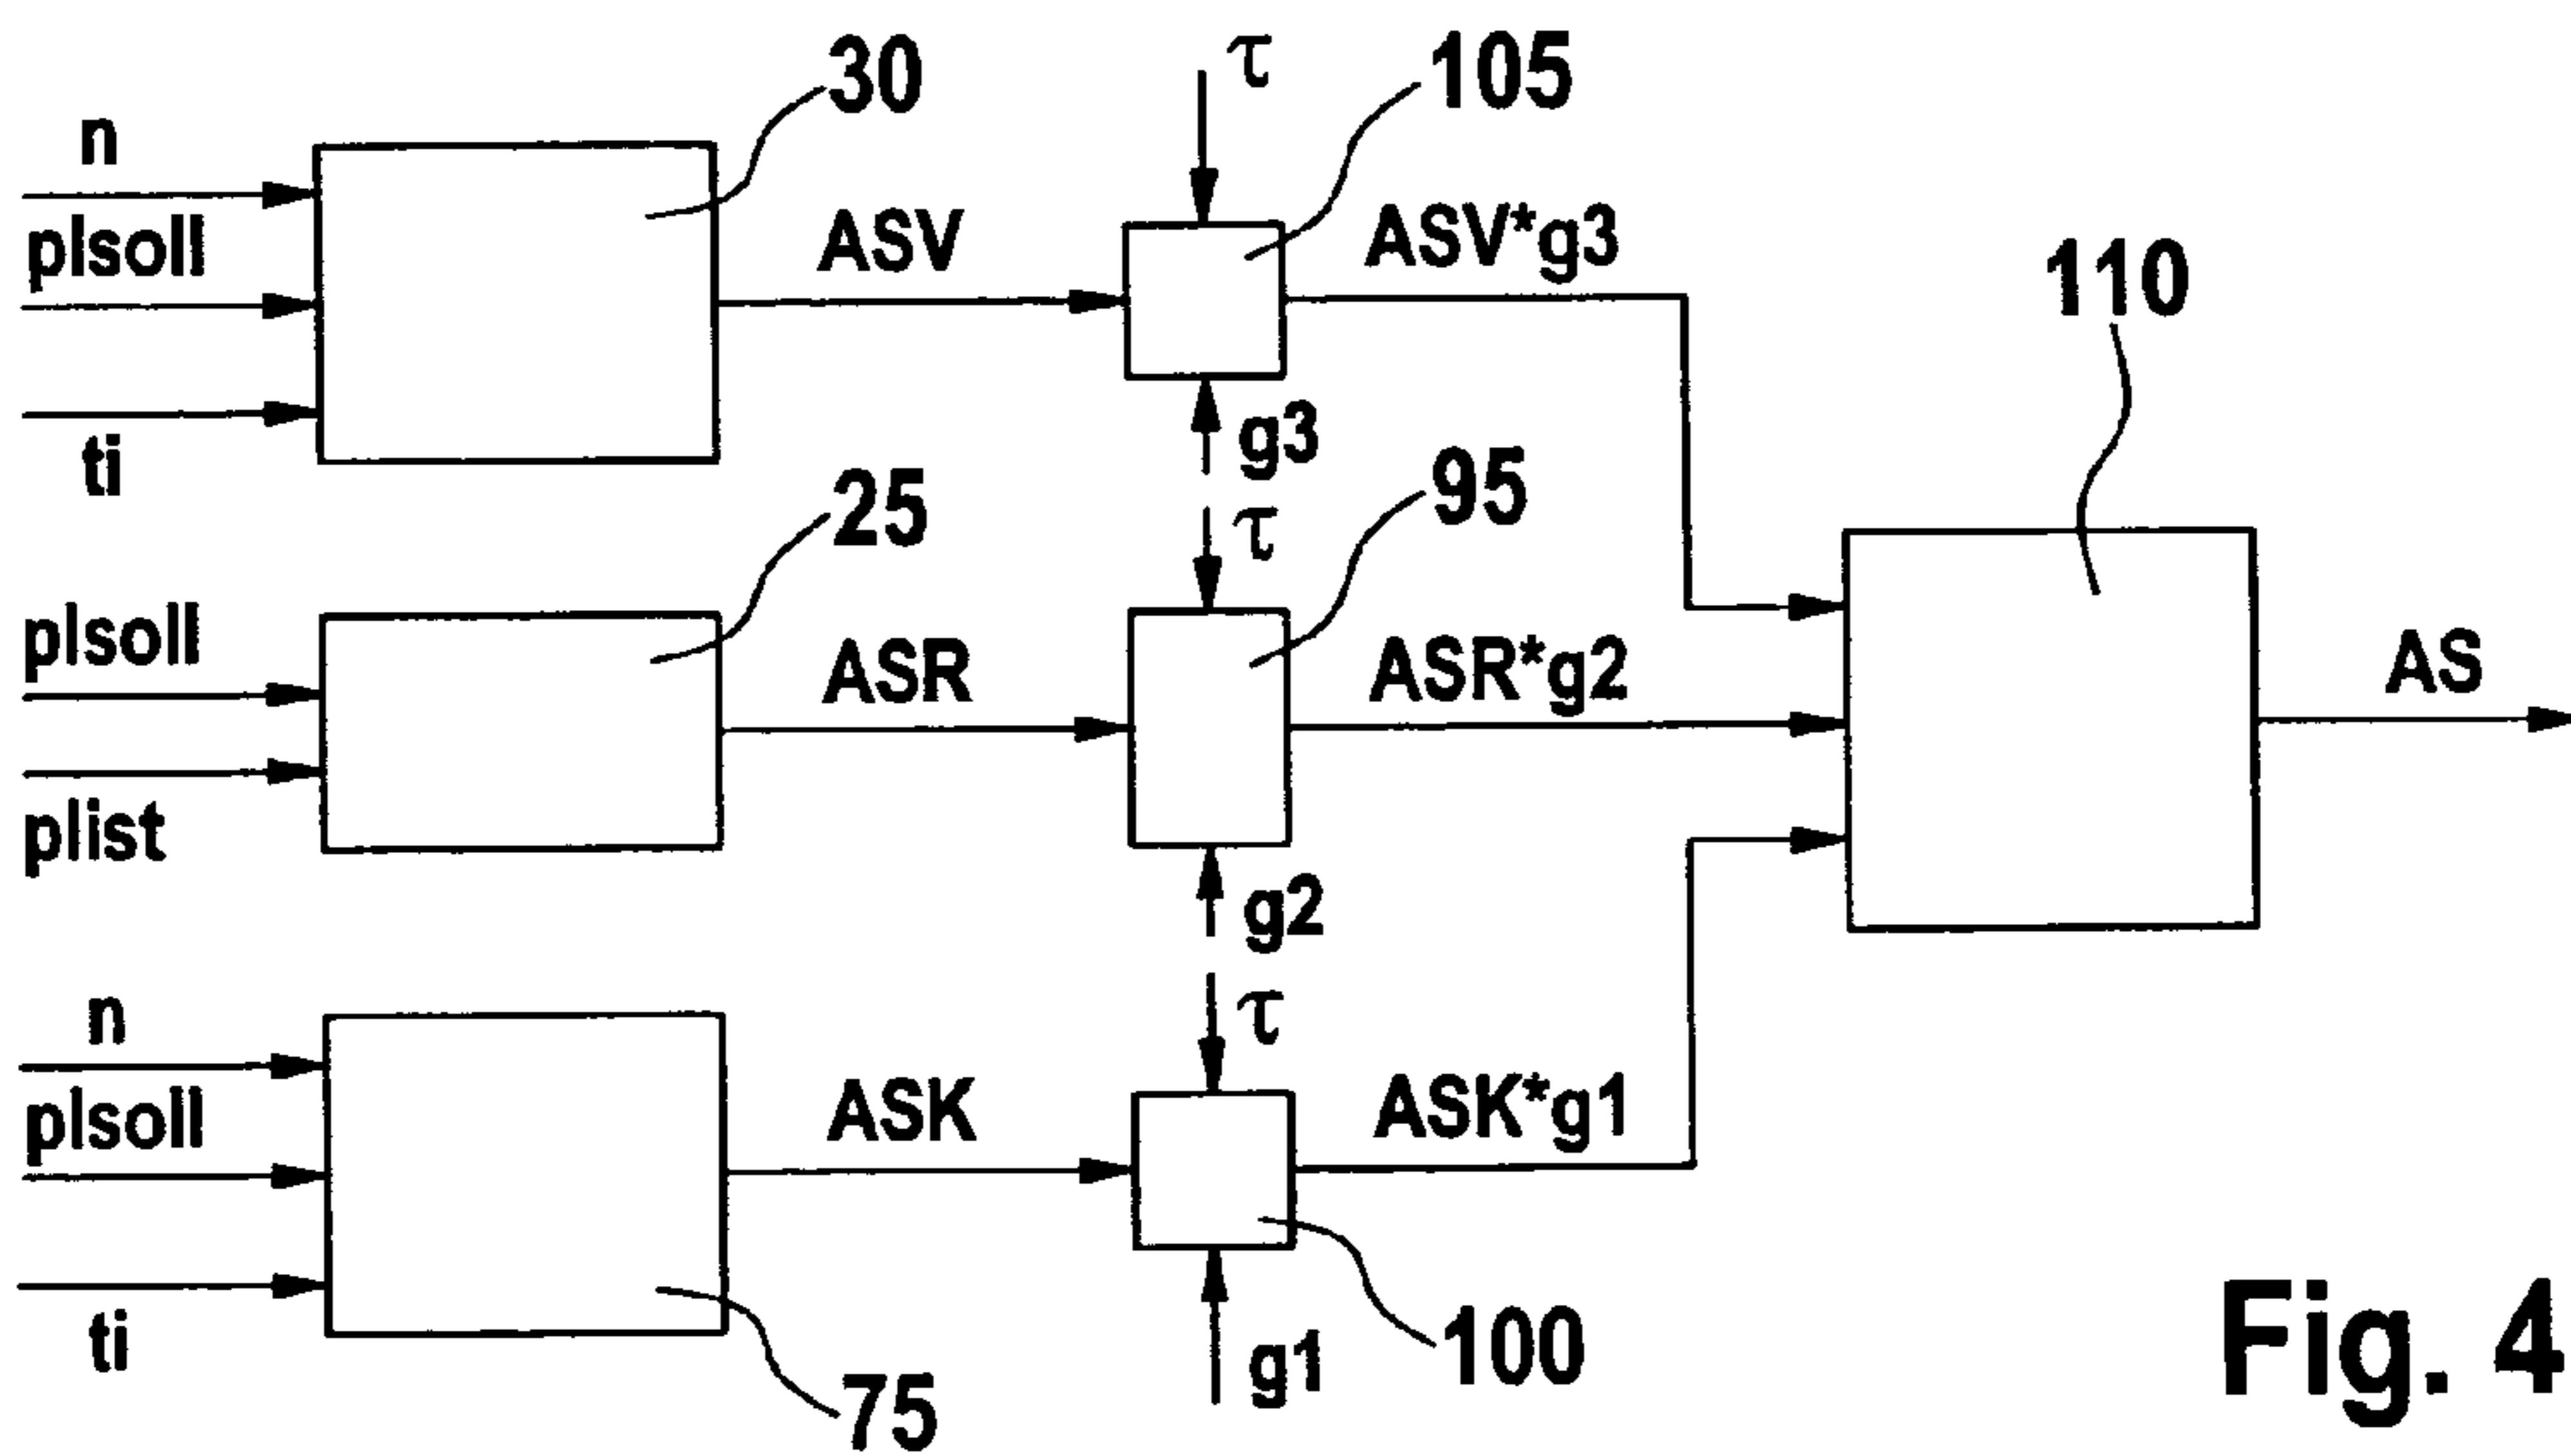 30
τ
105
n
plsoll
ASV
ASV*g3
110
ti
g3
25
τ
95
plsoll
ASR
ASR*g2
AS
plist
g2
n
τ
plsoll
ASK
ASK*g1
ti
g1
100
75
Fig. 4